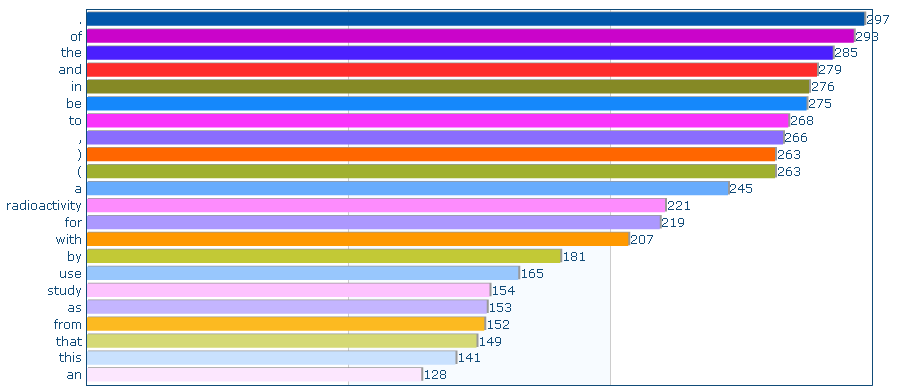 . 297
of 293
the 285
and 279
in 276
be 275
to 268
, 266
) 263
( 263
a 245
radioactivity 221
for 219
with 207
by 181
use 165
study 154
as 153
from 152
that 149
this 141
an 128